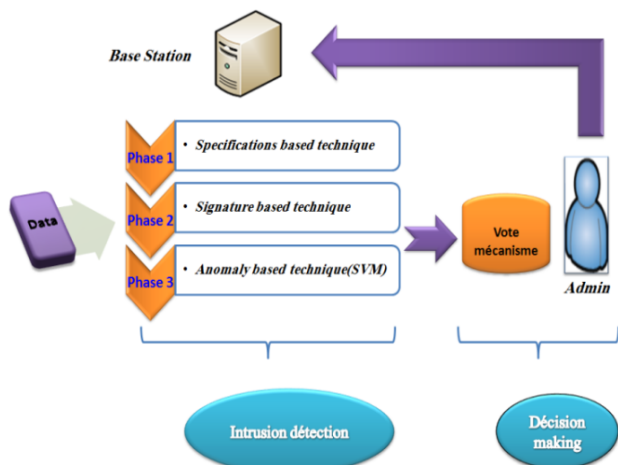 Base Station
Phase 1
• Specifications based technique
Data
Phase 2
• Signature based technique
Phase 3
• Anomaly based technique(SVM)
Vote
mécanisme
Admin
Intrusion détection
Décision
making